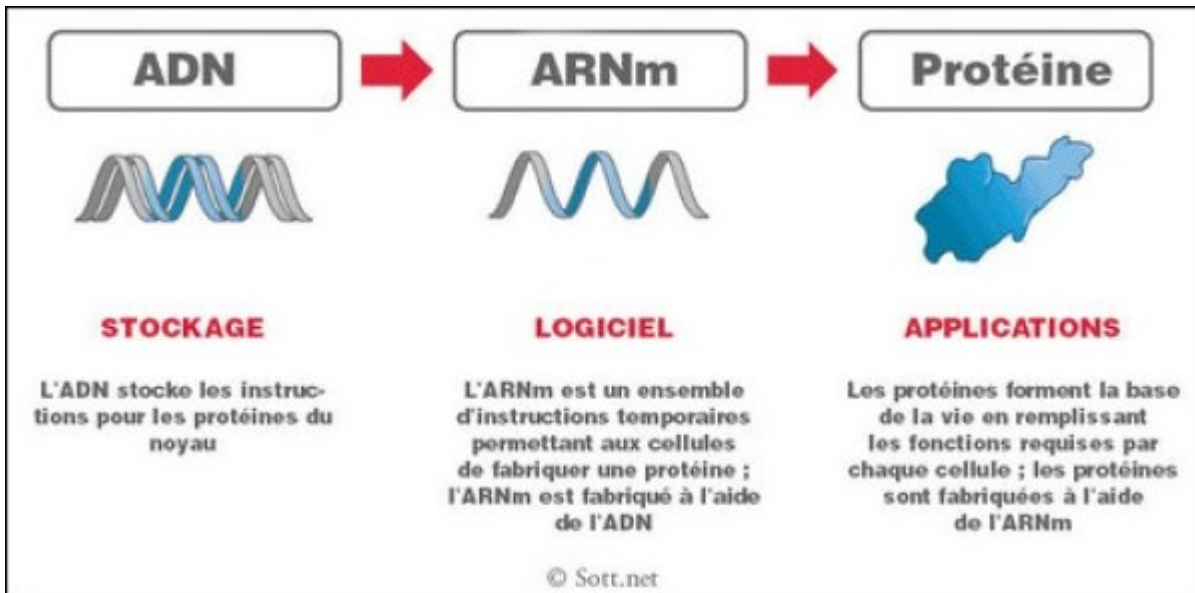 ADN
ARNm
Protéine
STOCKAGE
L'ADN stocke les instruc-
tions pour les protéines du
noyau
LOGICIEL
L'ARNm est un ensemble
d'instructions temporaires
permettant aux cellules
de fabriquer une protéine ;
l'ARNm est fabriqué à l'aide
de l'ADN
APPLICATIONS
Les protéines forment la base
de la vie en remplissant
les fonctions requises par
chaque cellule ; les protéines
sont fabriquées à l'aide
de l'ARNm
© Sott.net